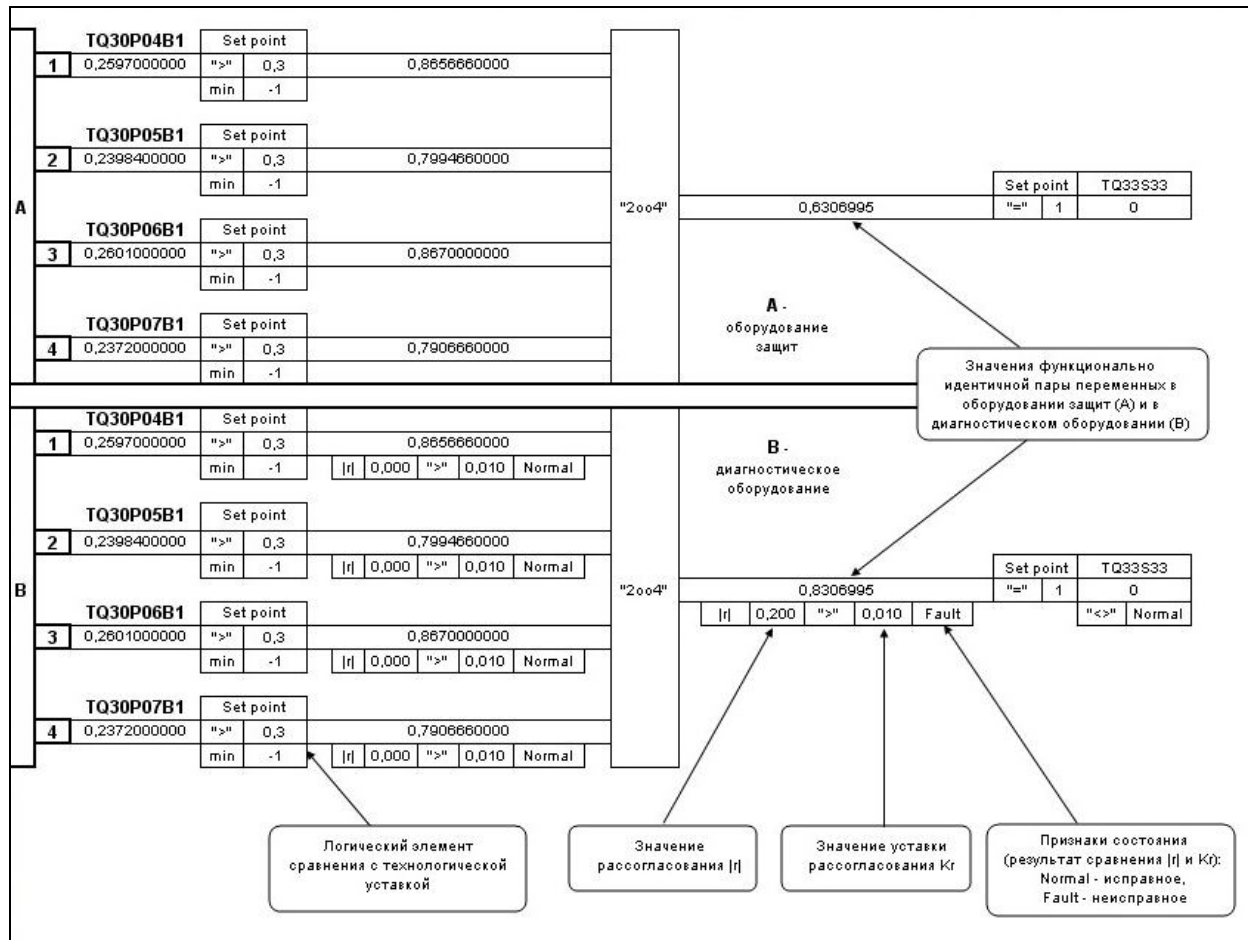 TQ30P04B1 Set point
1 0,2597000000 ">" 0,3 0,8656660000
min -1
TQ30P05B1 Set point
2 0,2398400000 ">" 0,3 0,7994660000
min -1
A "2oo4" 0,6306995
Set point TQ33S33
"=" 1 0
TQ30P06B1 Set point
3 0,2601000000 ">" 0,3 0,8670000000
min -1
A -
оборудование
защит
TQ30P07B1 Set point
4 0,2372000000 ">" 0,3 0,7906660000
min -1
Значения функционально
идентичной пары переменных в
оборудовании защит (А) и в
диагностическом оборудовании (В)
TQ30P04B1 Set point
1 0,2597000000 ">" 0,3 0,8656660000
min -1 |r| 0,000 ">" 0,010 Normal
B -
диагностическое
оборудование
TQ30P05B1 Set point
2 0,2398400000 ">" 0,3 0,7994660000
min -1 |r| 0,000 ">" 0,010 Normal
B "2oo4" 0,8306995
Set point TQ33S33
"=" 1 0
|r| 0,200 ">" 0,010 Fault "<>" Normal
TQ30P06B1 Set point
3 0,2601000000 ">" 0,3 0,8670000000
min -1 |r| 0,000 ">" 0,010 Normal
TQ30P07B1 Set point
4 0,2372000000 ">" 0,3 0,7906660000
min -1 |r| 0,000 ">" 0,010 Normal
Логический элемент
сравнения с технологической
уставкой
Значение
рассогласования |r|
Значение уставки
рассогласования Kr
Признаки состояния
(результат сравнения |r| и Kr):
Normal - исправное,
Fault - неисправное